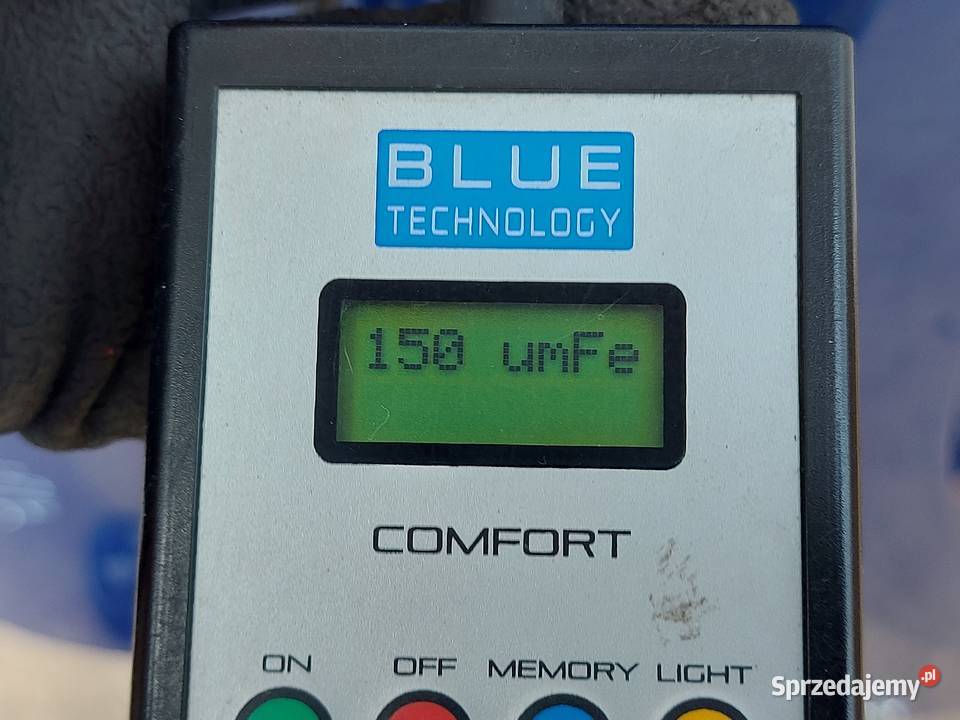 BLUE
TECHNOLOGY
150 umFe
COMFORT
ON OFF MEMORY LIGHT
Sprzedajemy.pl